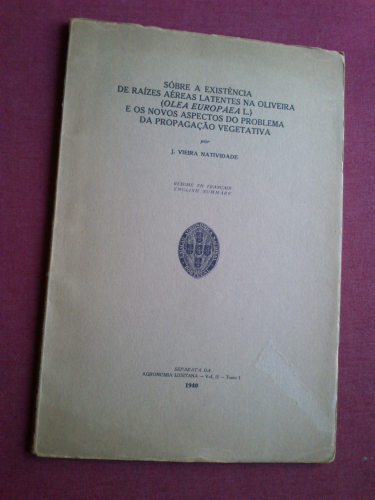 SÔBRE A EXISTÊNCIA
DE RAÍZES AÉREAS LATENTES NA OLIVEIRA
(OLEA EUROPAEA L.)
E OS NOVOS ASPECTOS DO PROBLEMA
DA PROPAGAÇÃO VEGETATIVA
por
J. VIEIRA NATIVIDADE
RÉSUMÉ EN FRANÇAIS
ENGLISH SUMMARY
SEPARATA DA
AGRONOMIA LUSITANA — Vol. II — Tomo I
1940